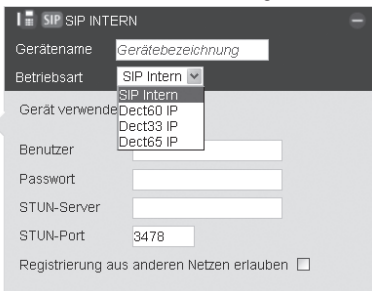 SIP SIP INTERN
Gerätename Gerätebezeichnung
Betriebsart SIP Intern
SIP Intern
Dect60 IP
Dect33 IP
Dect65 IP
Gerät verwende
Benutzer
Passwort
STUN-Server
STUN-Port 3478
Registrierung aus anderen Netzen erlauben